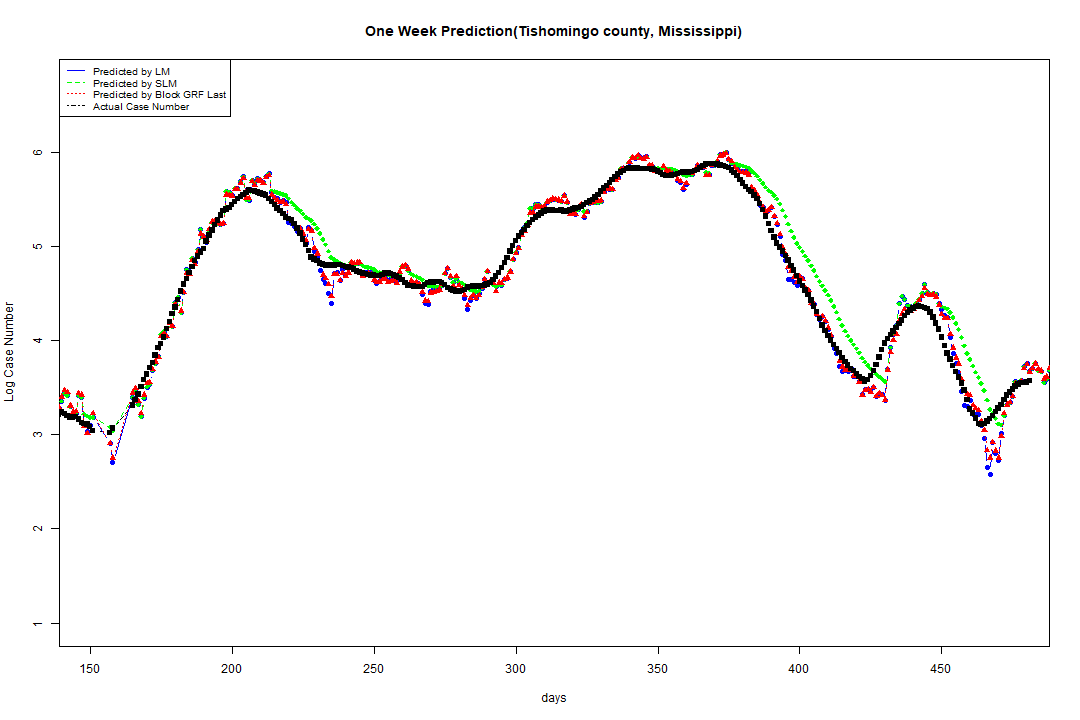 One Week Prediction(Tishomingo county, Mississippi)
Predicted by LM
Predicted by SLM
Predicted by Block GRF Last
Actual Case Number
Log Case Number
6
5
4
3
2
1
150 200 250 300 350 400 450
days